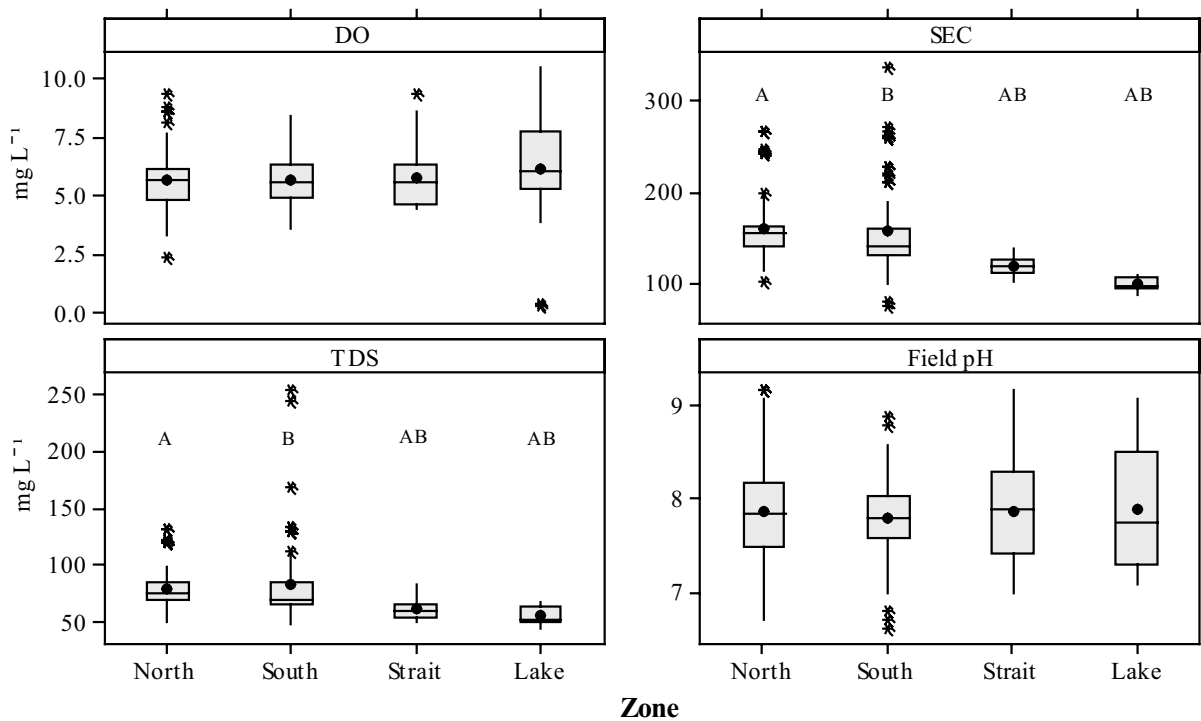 DO
10.0
7.5
5.0
2.5
0.0
mg L⁻¹
SEC
A B AB AB
300
200
100
TDS
250
200
150
100
50
mg L⁻¹
A B AB AB
North South Strait Lake
Field pH
9
8
7
North South Strait Lake
Zone